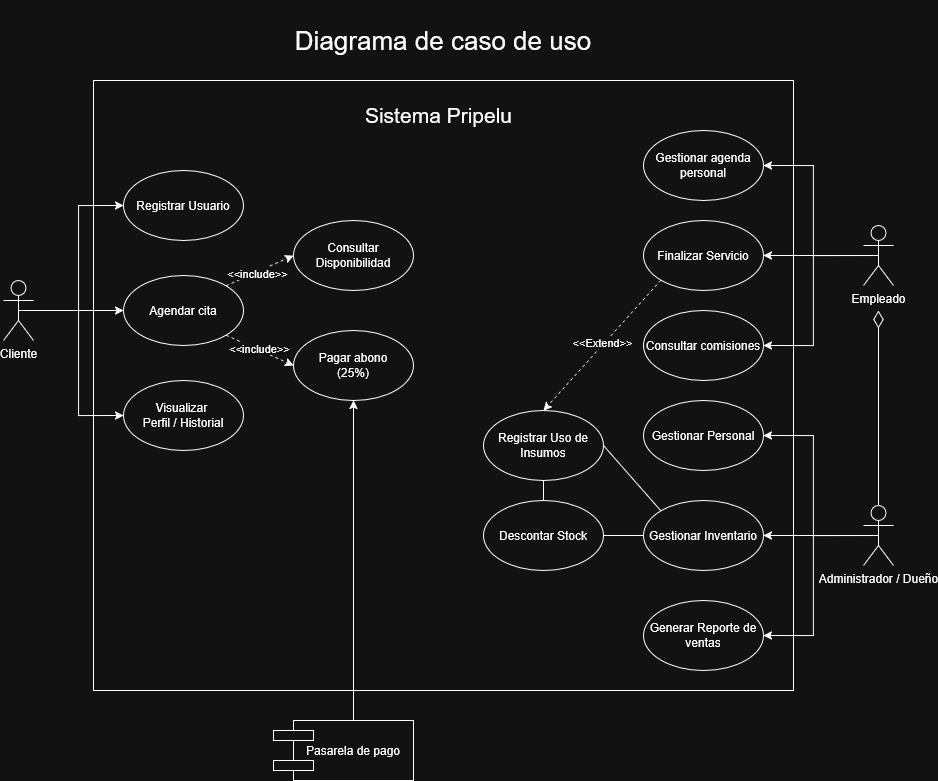 Diagrama de caso de uso
Sistema Pripelu
Gestionar agenda
personal
Registrar Usuario
Consultar
Disponibilidad
Finalizar Servicio
<<include>>
Empleado
Agendar cita
Cliente
<<include>>
Pagar abono
(25%)
<<Extend>>
Consultar comisiones
Visualizar
Perfil / Historial
Registrar Uso de
Insumos
Gestionar Personal
Descontar Stock
Gestionar Inventario
Administrador / Dueño
Generar Reporte de
ventas
Pasarela de pago